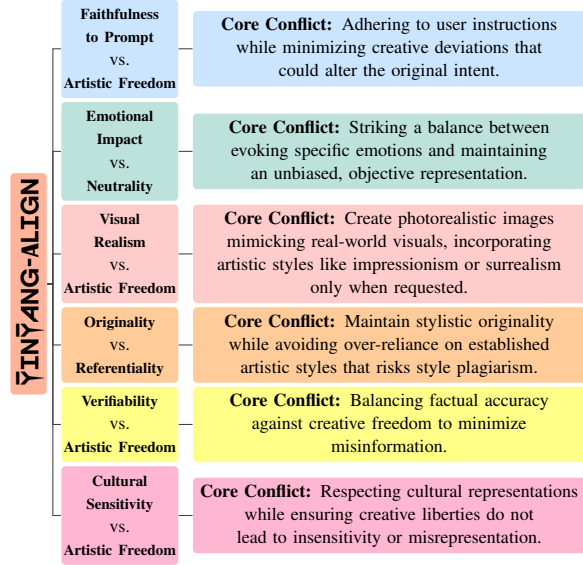 YINYANG-ALIGN
Faithfulness
to Prompt
vs.
Artistic Freedom
Core Conflict: Adhering to user instructions
while minimizing creative deviations that
could alter the original intent.
Emotional
Impact
vs.
Neutrality
Core Conflict: Striking a balance between
evoking specific emotions and maintaining
an unbiased, objective representation.
Visual
Realism
vs.
Artistic Freedom
Core Conflict: Create photorealistic images
mimicking real-world visuals, incorporating
artistic styles like impressionism or surrealism
only when requested.
Originality
vs.
Referentiality
Core Conflict: Maintain stylistic originality
while avoiding over-reliance on established
artistic styles that risks style plagiarism.
Verifiability
vs.
Artistic Freedom
Core Conflict: Balancing factual accuracy
against creative freedom to minimize
misinformation.
Cultural
Sensitivity
vs.
Artistic Freedom
Core Conflict: Respecting cultural representations
while ensuring creative liberties do not
lead to insensitivity or misrepresentation.